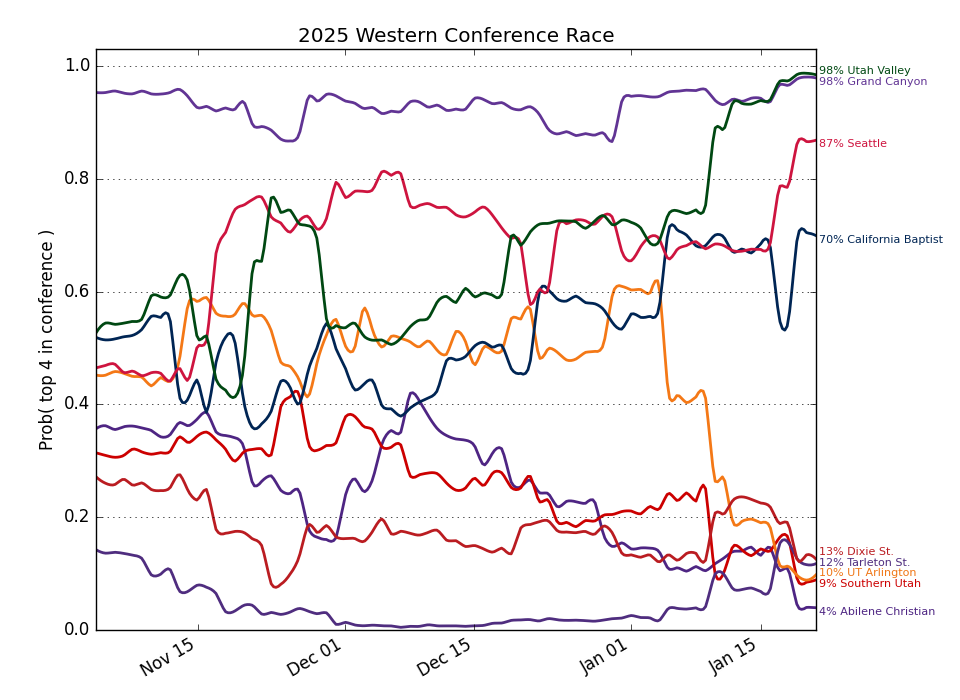 2025 Western Conference Race
Prob( top 4 in conference )
1.0
0.8
0.6
0.4
0.2
0.0
Nov 15
Dec 01
Dec 15
Jan 01
Jan 15
98% Utah Valley
98% Grand Canyon
87% Seattle
70% California Baptist
13% Dixie St.
12% Tarleton St.
10% UT Arlington
9% Southern Utah
4% Abilene Christian